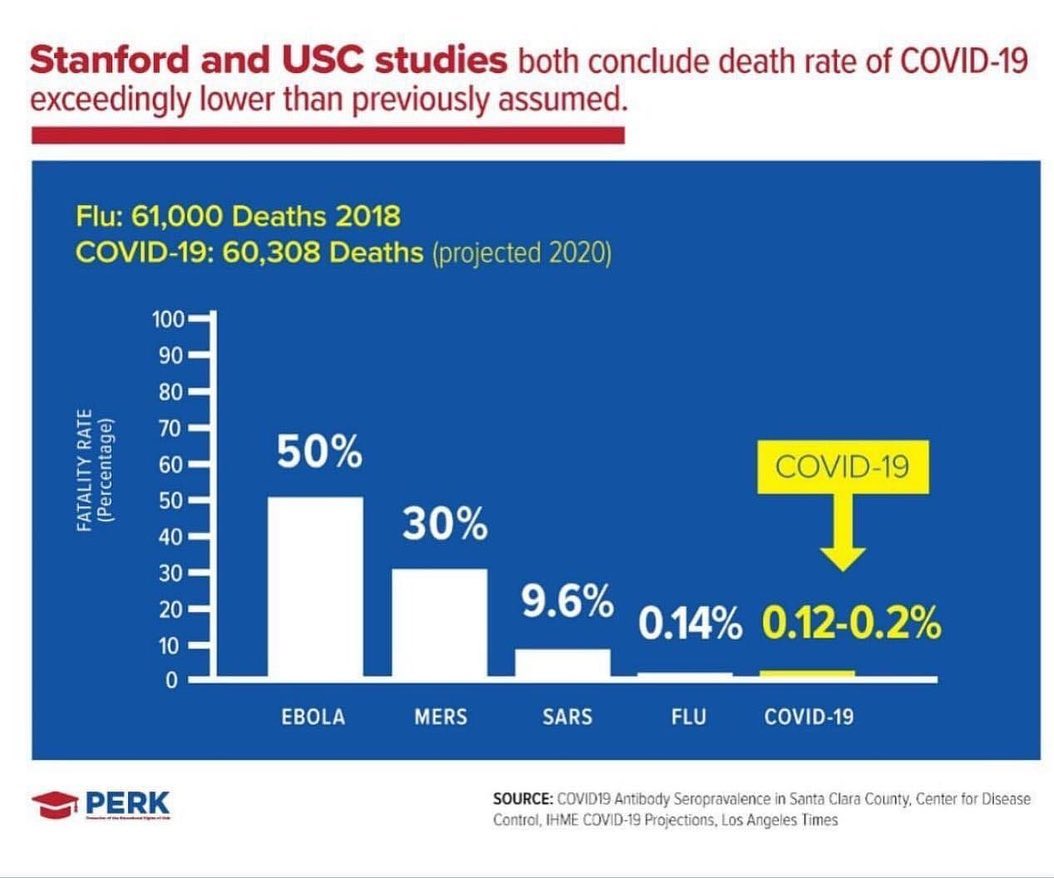 Stanford and USC studies both conclude death rate of COVID-19
exceedingly lower than previously assumed.
Flu: 61,000 Deaths 2018
COVID-19: 60,308 Deaths (projected 2020)
FATALITY RATE
(Percentage)
100
90
80
70
60
50
40
30
20
10
0
50%
30%
9.6%
0.14%
0.12-0.2%
COVID-19
EBOLA
MERS
SARS
FLU
COVID-19
PERK
SOURCE: COVID19 Antibody Seropravalence in Santa Clara County, Center for Disease
Control, IHME COVID-19 Projections, Los Angeles Times